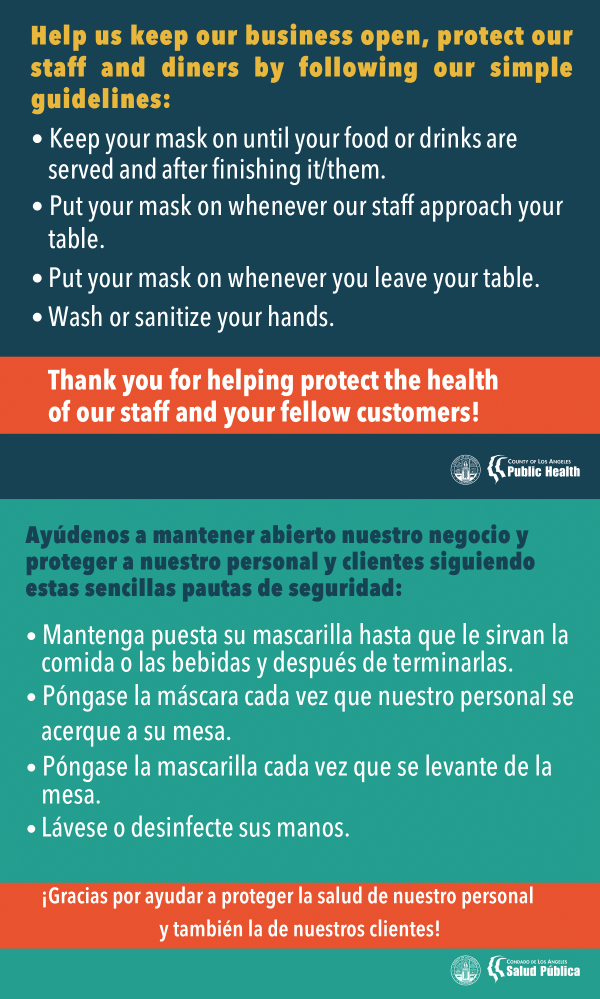 Help us keep our business open, protect our
staff and diners by following our simple
guidelines:
• Keep your mask on until your food or drinks are
served and after finishing it/them.
• Put your mask on whenever our staff approach your
table.
• Put your mask on whenever you leave your table.
• Wash or sanitize your hands.
Thank you for helping protect the health
of our staff and your fellow customers!
County of Los Angeles
Public Health
Ayúdenos a mantener abierto nuestro negocio y
proteger a nuestro personal y clientes siguiendo
estas sencillas pautas de seguridad:
• Mantenga puesta su mascarilla hasta que le sirvan la
comida o las bebidas y después de terminarlas.
• Póngase la máscara cada vez que nuestro personal se
acerque a su mesa.
• Póngase la mascarilla cada vez que se levante de la
mesa.
• Lávese o desinfecte sus manos.
¡Gracias por ayudar a proteger la salud de nuestro personal
y también la de nuestros clientes!
Condado de Los Angeles
Salud Pública